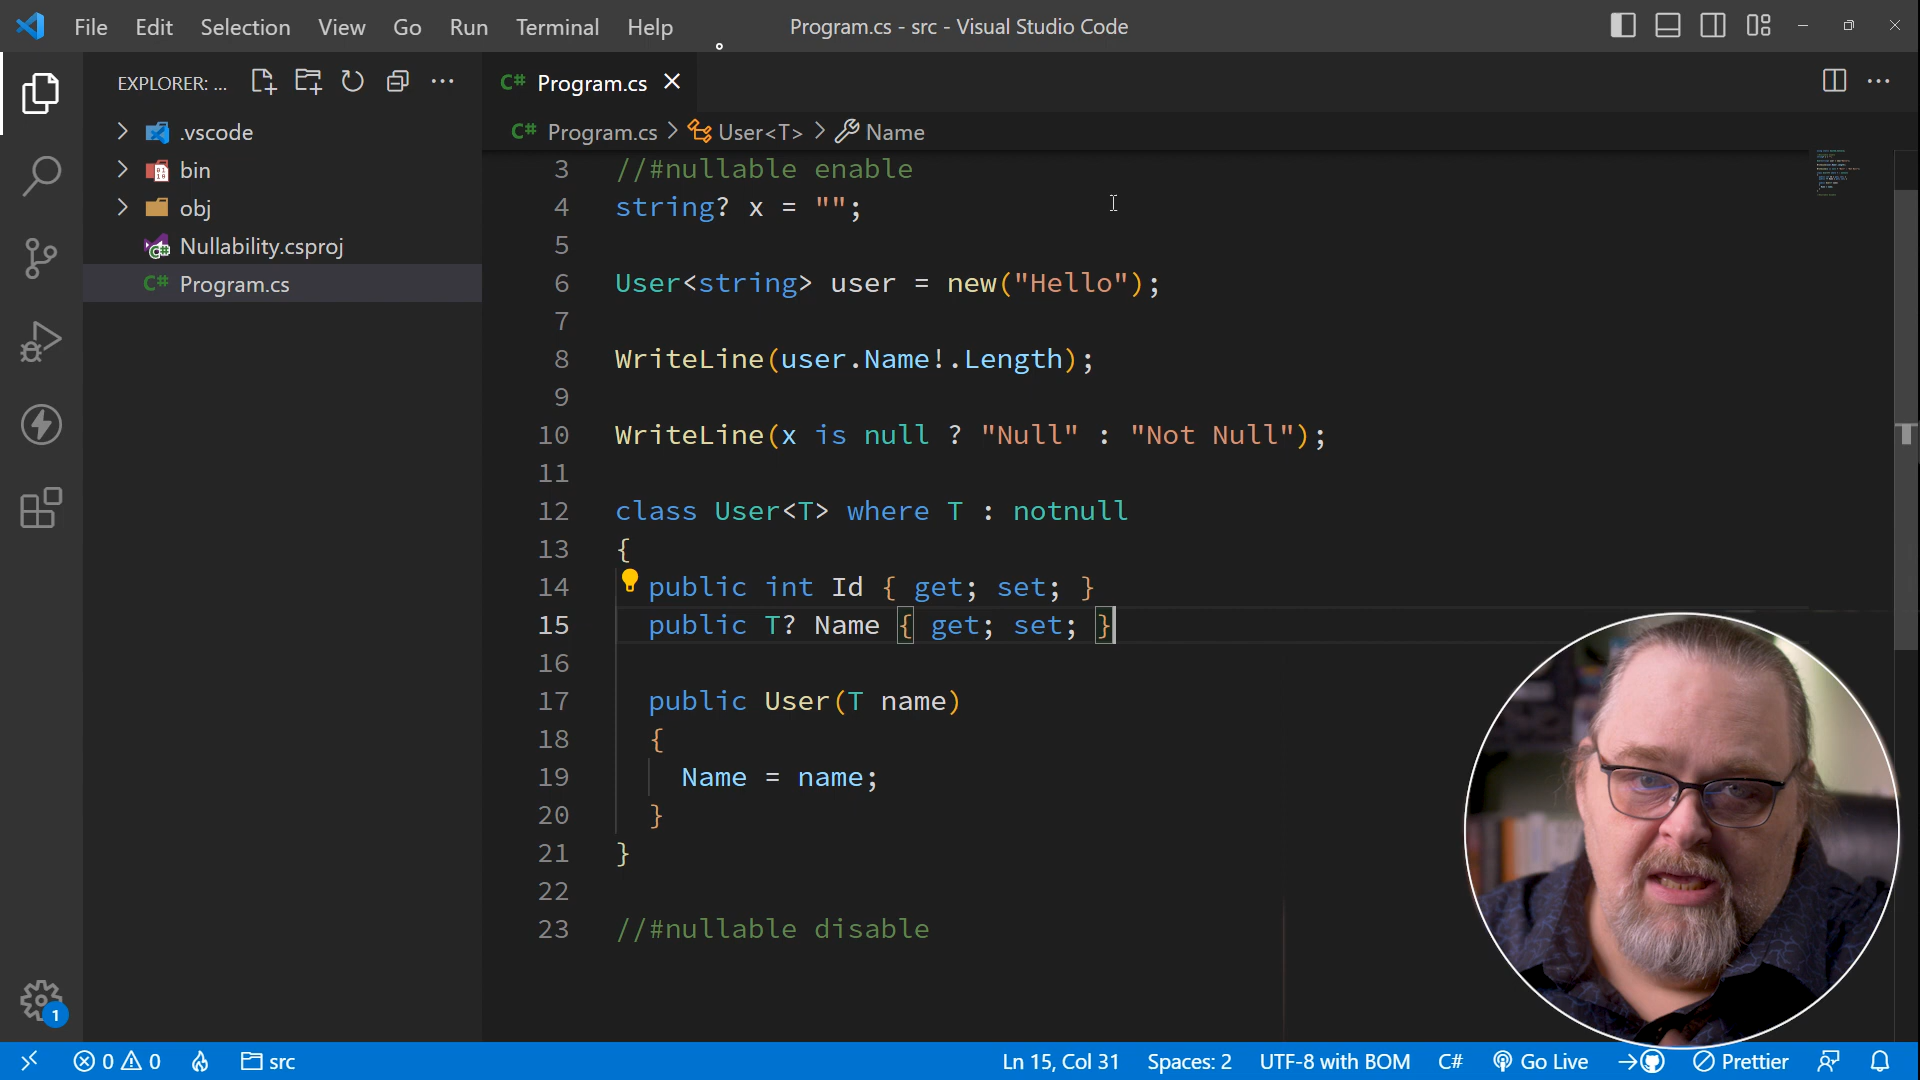 File Edit Selection View Go Run Terminal Help Program.cs - src - Visual Studio Code
EXPLORER: ...
C# Program.cs
.vscode
bin
obj
Nullability.csproj
C# Program.cs
C# Program.cs > User<T> > Name
3 //#nullable enable
4 string? x = "";
5
6 User<string> user = new("Hello");
7
8 WriteLine(user.Name!.Length);
9
10 WriteLine(x is null ? "Null" : "Not Null");
11
12 class User<T> where T : notnull
13 {
14 public int Id { get; set; }
15 public T? Name { get; set; }
16
17 public User(T name)
18 {
19 Name = name;
20 }
21 }
22
23 //#nullable disable
1
0 0 src Ln 15, Col 31 Spaces: 2 UTF-8 with BOM C# Go Live Prettier